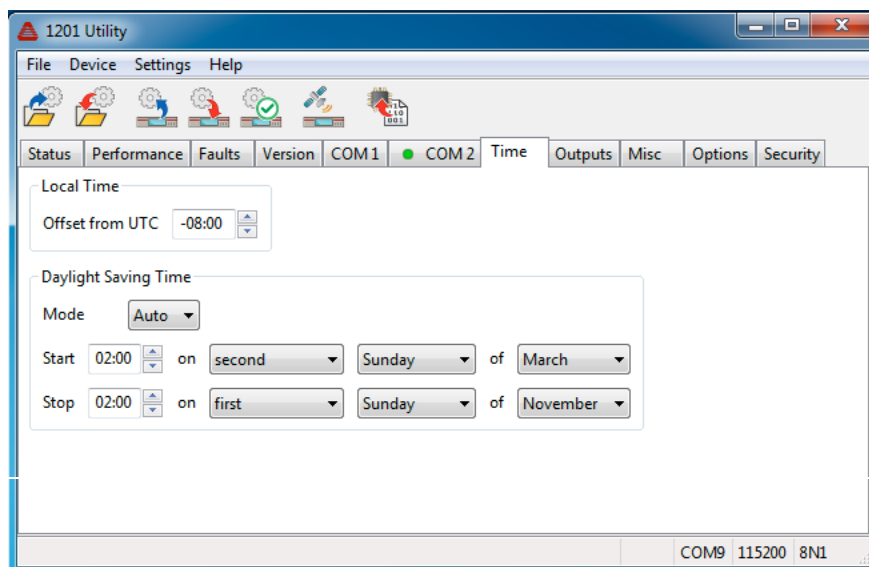 1201 Utility
File Device Settings Help
Status Performance Faults Version COM 1 COM 2 Time Outputs Misc Options Security
Local Time
Offset from UTC -08:00
Daylight Saving Time
Mode Auto
Start 02:00 on second Sunday of March
Stop 02:00 on first Sunday of November
COM9 115200 8N1